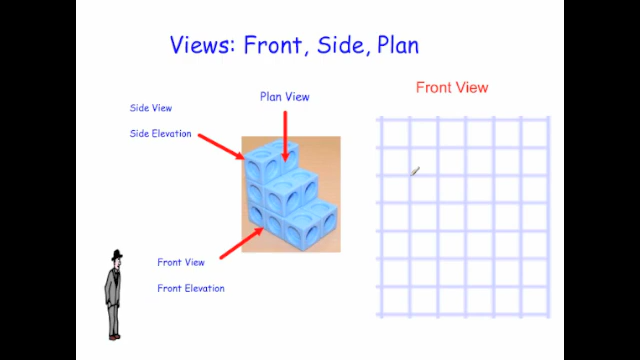 Views: Front, Side, Plan
Front View
Plan View
Side View
Side Elevation
Front View
Front Elevation